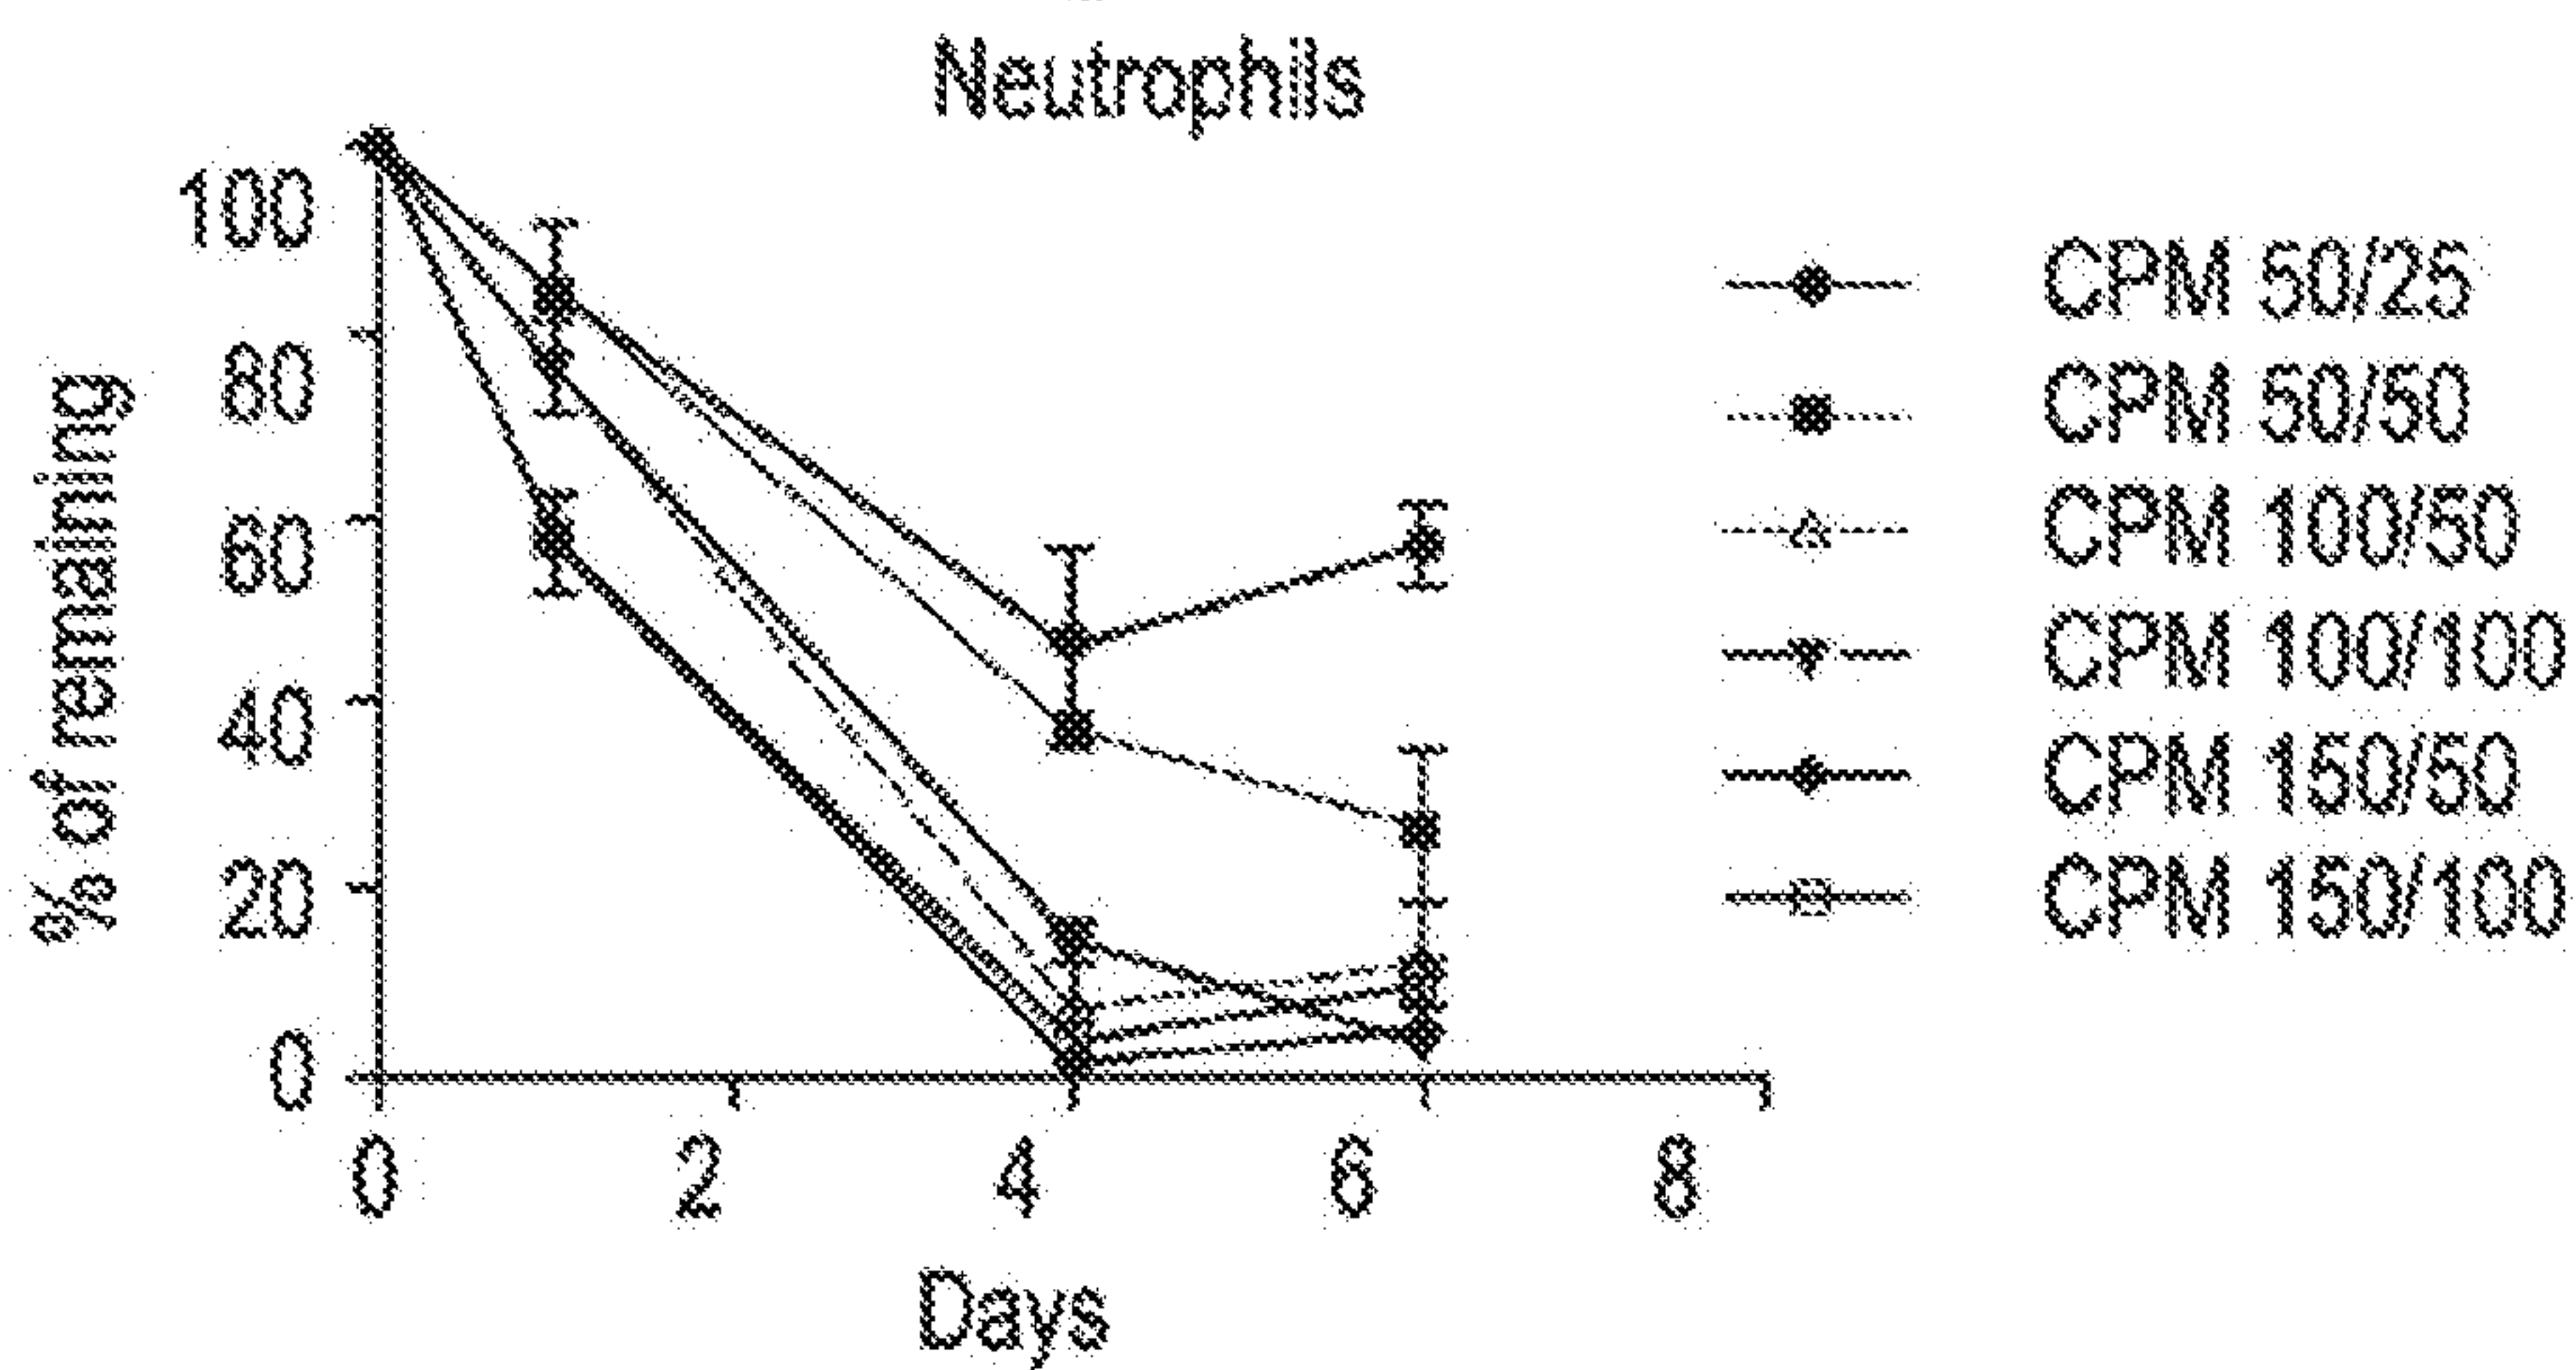 Neutrophils
% of remaining
100
80
60
40
20
0
0 2 4 6 8
Days
CPM 50/25
CPM 50/50
CPM 100/50
CPM 100/100
CPM 150/50
CPM 150/100